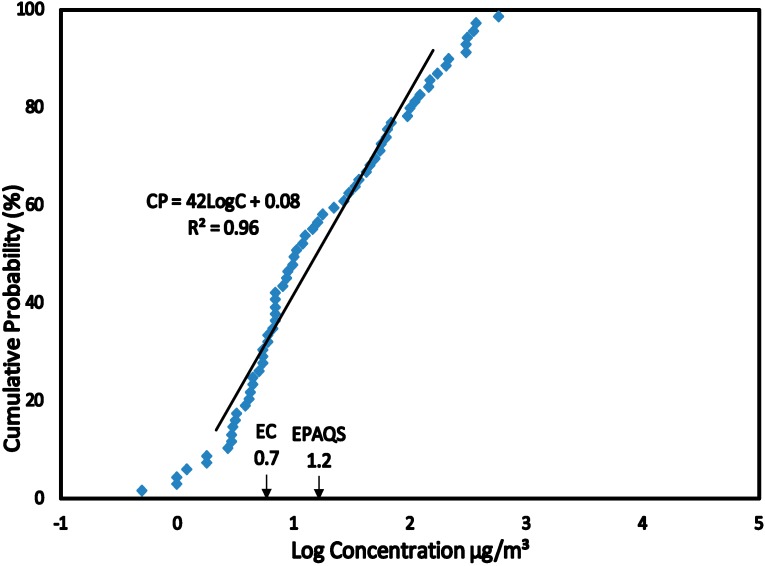 100
80
60
40
20
0
Cumulative Probability (%)
CP = 42LogC + 0.08
R² = 0.96
EC EPAQS
0.7 1.2
-1 0 1 2 3 4 5
Log Concentration µg/m³